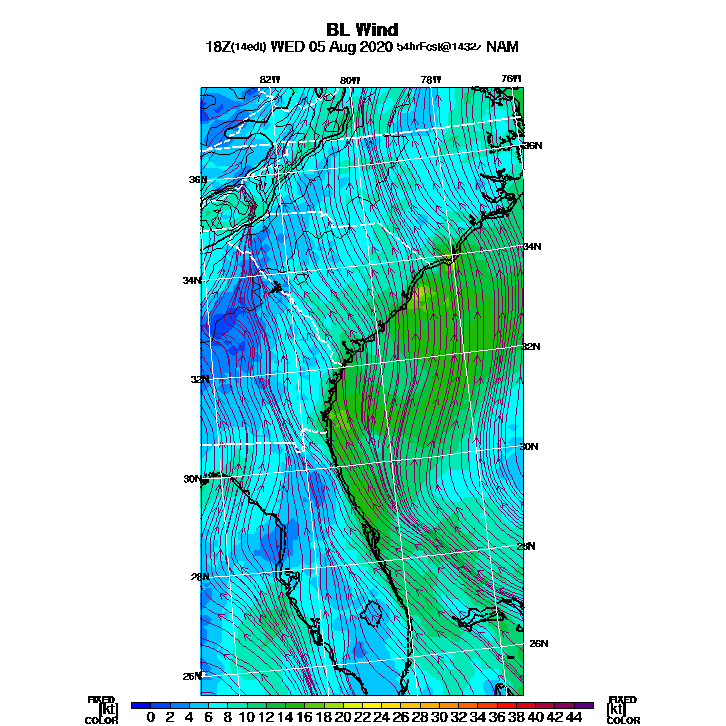 BL Wind
18Z(14edt) WED 05 Aug 2020 54hrFcst@1432z NAM
82W 80W 78W 76W
36N
36N
34N
34N
32N
32N
30N
30N
28N
28N
26N
26N
FIXED FIXED
[kt] 0 2 4 6 8 10 12 14 16 18 20 22 24 26 28 30 32 34 36 38 40 42 44 [kt]
COLOR COLOR